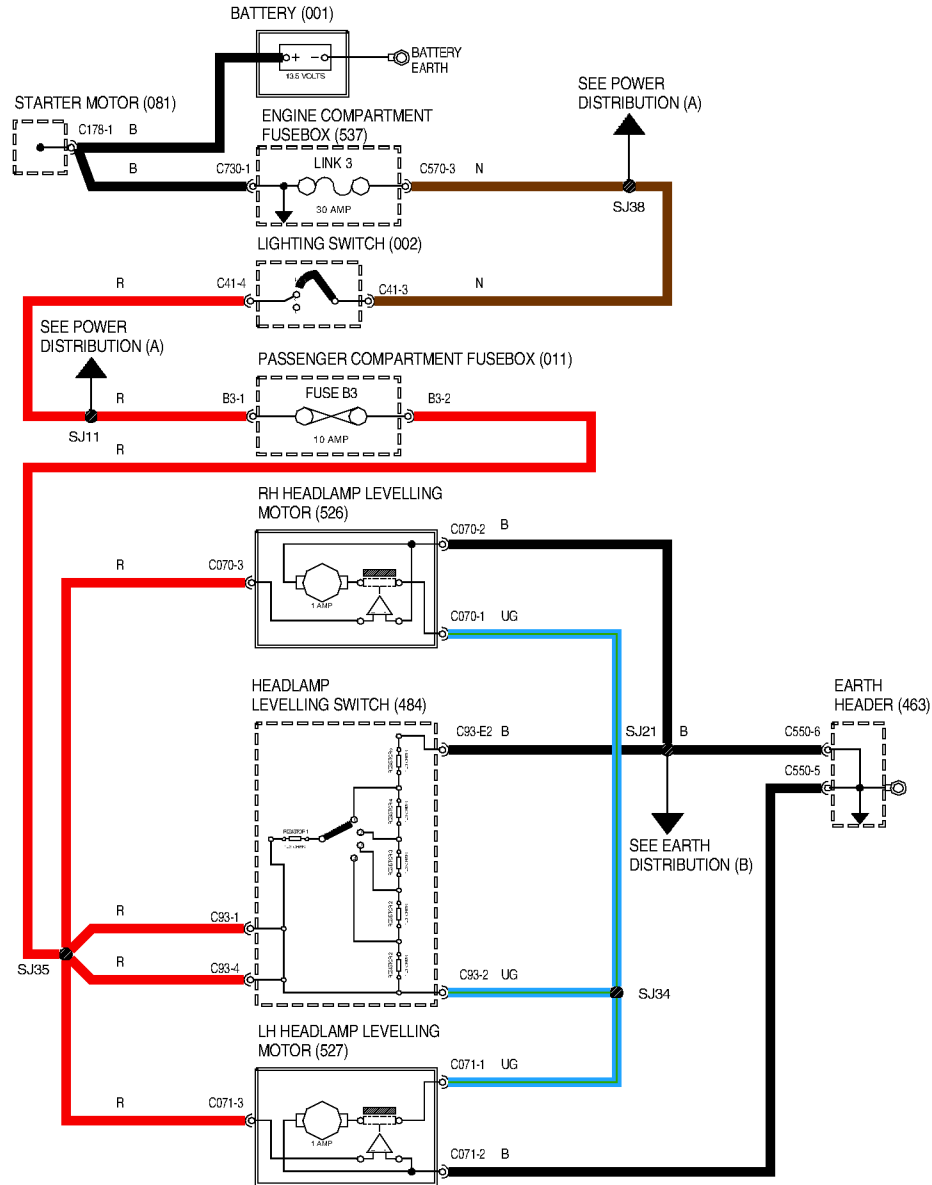 BATTERY (001)
13.5 VOLTS
BATTERY
EARTH
STARTER MOTOR (081)
C178-1 B
SEE POWER
DISTRIBUTION (A)
ENGINE COMPARTMENT
FUSEBOX (537)
B
C730-1
LINK 3
30 AMP
C570-3 N
SJ38
LIGHTING SWITCH (002)
R
C41-4
C41-3
N
SEE POWER
DISTRIBUTION (A)
PASSENGER COMPARTMENT FUSEBOX (011)
R
B3-1
FUSE B3
10 AMP
B3-2
SJ11
R
RH HEADLAMP LEVELLING
MOTOR (526)
C070-2 B
R
C070-3
1 AMP
C070-1 UG
HEADLAMP
LEVELLING SWITCH (484)
EARTH
HEADER (463)
C93-E2 B
SJ21 B
C550-6
C550-5
SEE EARTH
DISTRIBUTION (B)
R
C93-1
SJ35
R
C93-4
C93-2 UG
SJ34
LH HEADLAMP LEVELLING
MOTOR (527)
C071-1 UG
R
C071-3
1 AMP
C071-2 B